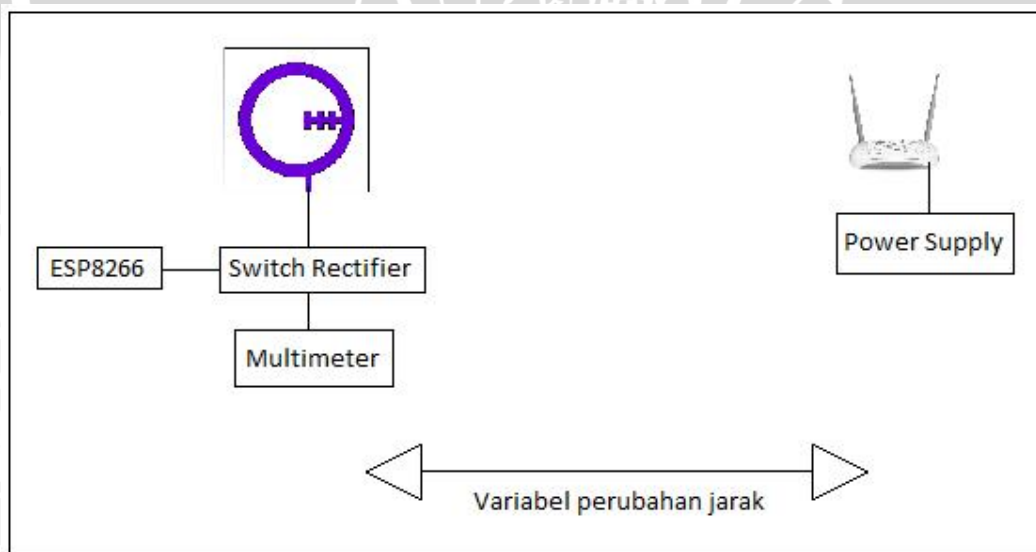 Power Supply
ESP8266
Switch Rectifier
Multimeter
Variabel perubahan jarak